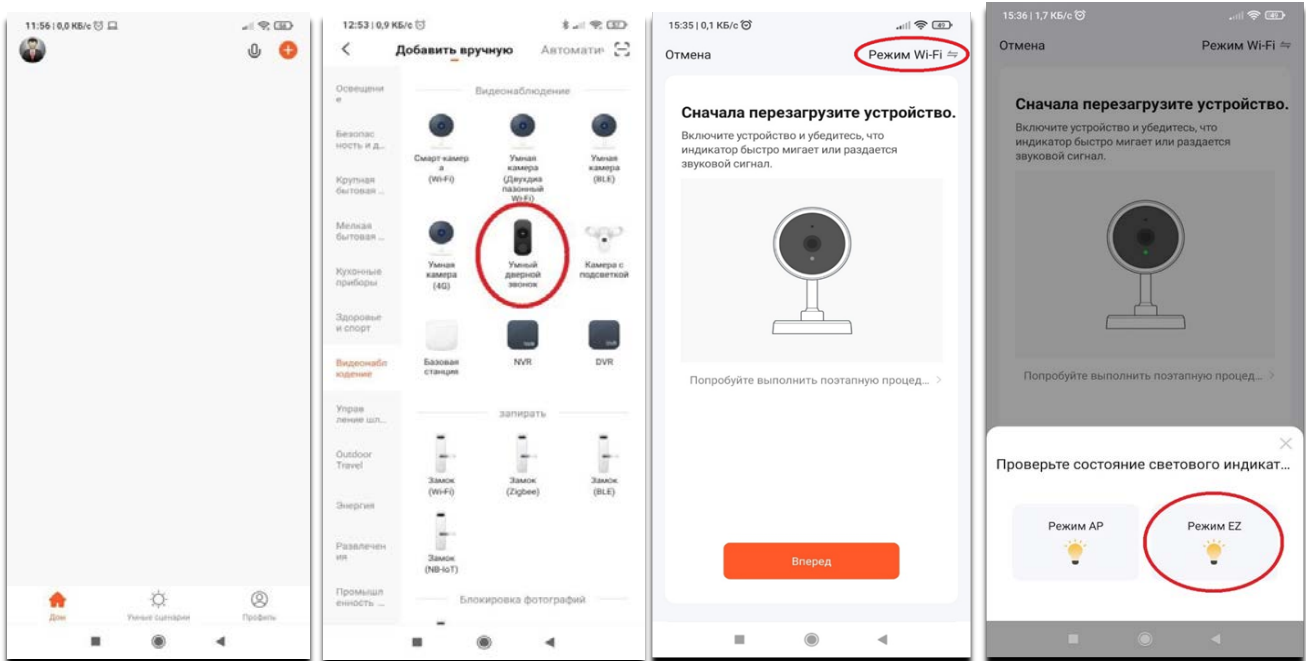 11:56 | 0,0 КБ/с
56
Дом
Умные сценарии
Профиль
12:53 | 0,9 КБ/с
57
Добавить вручную
Автомати
Освещени
е
Безопас
ность и д...
Крупная
бытовая ...
Мелкая
бытовая ...
Кухонные
приборы
Здоровье
и спорт
Видеонабл
юдение
Управ
ление шл...
Outdoor
Travel
Энергия
Развлечен
ия
Промышл
енность ...
Видеонаблюдение
Смарт-камер
а
(Wi-Fi)
Умная
камера
(Двухдиа
пазонный
Wi-Fi)
Умная
камера
(BLE)
Умная
камера
(4G)
Умный
дверной
звонок
Камера с
подсветкой
Базовая
станция
NVR
DVR
запирать
Замок
(Wi-Fi)
Замок
(Zigbee)
Замок
(BLE)
Замок
(NB-IoT)
Блокировка фотографий
15:35 | 0,1 КБ/с
49
Отмена
Режим Wi-Fi
Сначала перезагрузите устройство.
Включите устройство и убедитесь, что
индикатор быстро мигает или раздается
звуковой сигнал.
Попробуйте выполнить поэтапную процед...
Вперед
15:36 | 1,7 КБ/с
49
Отмена
Режим Wi-Fi
Сначала перезагрузите устройство.
Включите устройство и убедитесь, что
индикатор быстро мигает или раздается
звуковой сигнал.
Попробуйте выполнить поэтапную процед...
Проверьте состояние светового индикат...
Режим AP
Режим EZ